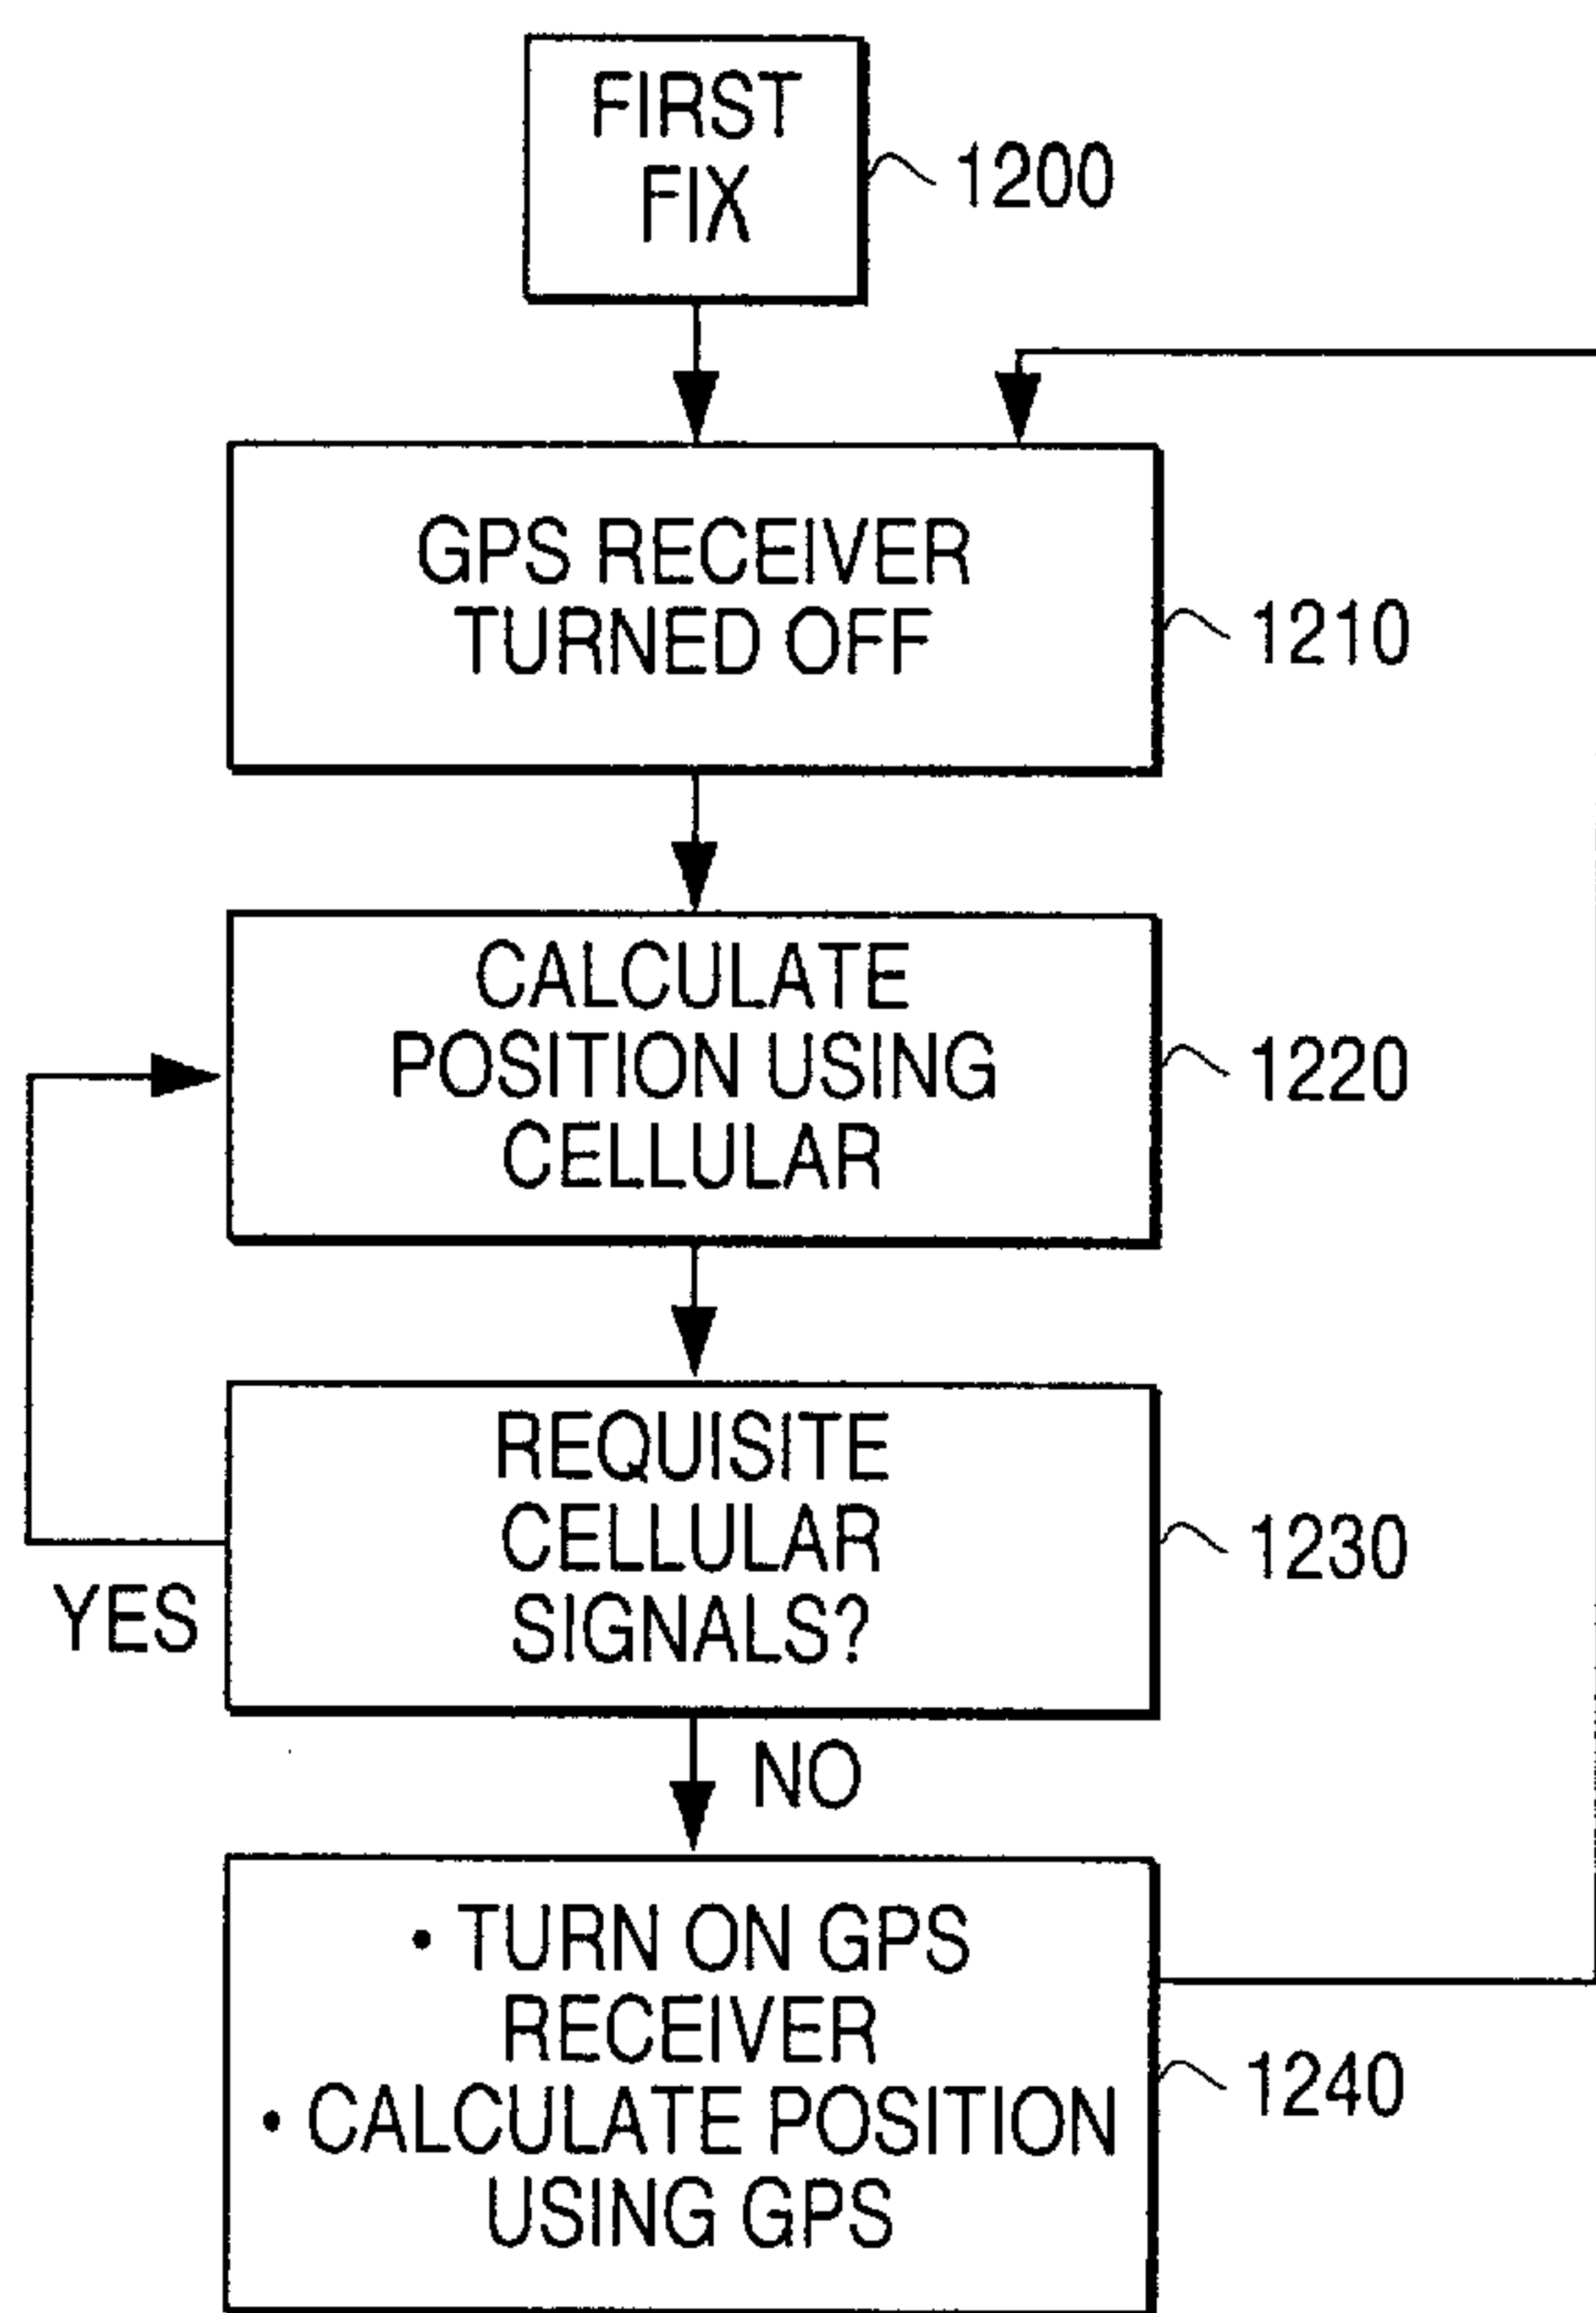 FIRST
FIX
1200
GPS RECEIVER
TURNED OFF
1210
CALCULATE
POSITION USING
CELLULAR
1220
REQUISITE
CELLULAR
SIGNALS?
1230
YES
NO
• TURN ON GPS
RECEIVER
• CALCULATE POSITION
USING GPS
1240